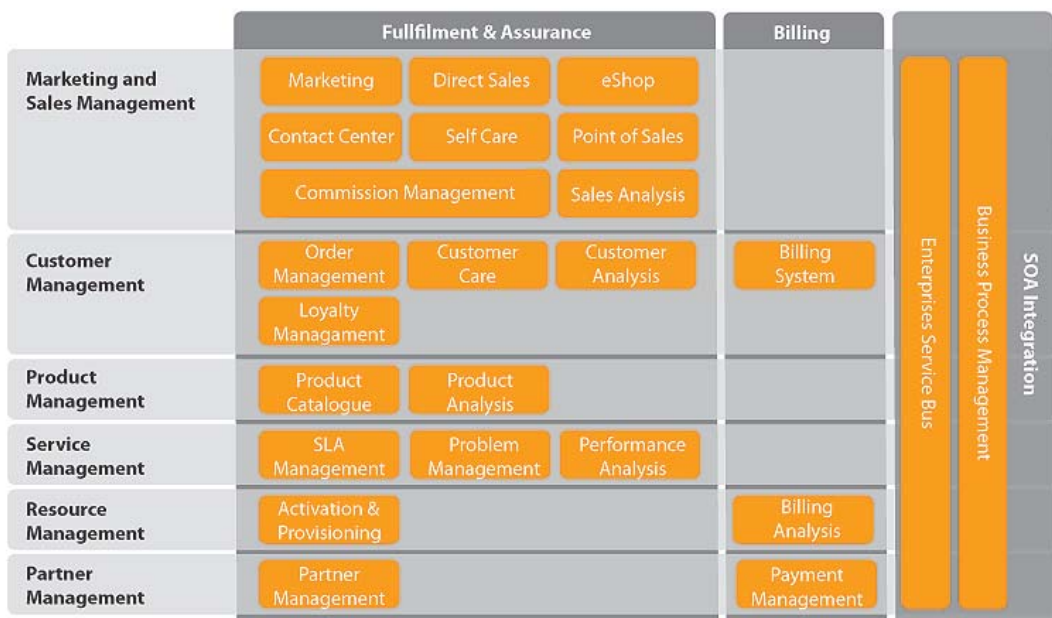 Fullfilment & Assurance
Billing
Marketing and
Sales Management
Marketing
Direct Sales
eShop
Contact Center
Self Care
Point of Sales
Commission Management
Sales Analysis
Customer
Management
Order
Management
Customer
Care
Customer
Analysis
Billing
System
Loyalty
Managament
Product
Management
Product
Catalogue
Product
Analysis
Service
Management
SLA
Management
Problem
Management
Performance
Analysis
Resource
Management
Activation &
Provisioning
Billing
Analysis
Partner
Management
Partner
Management
Payment
Management
Enterprises Service Bus
Business Process Management
SOA Integration